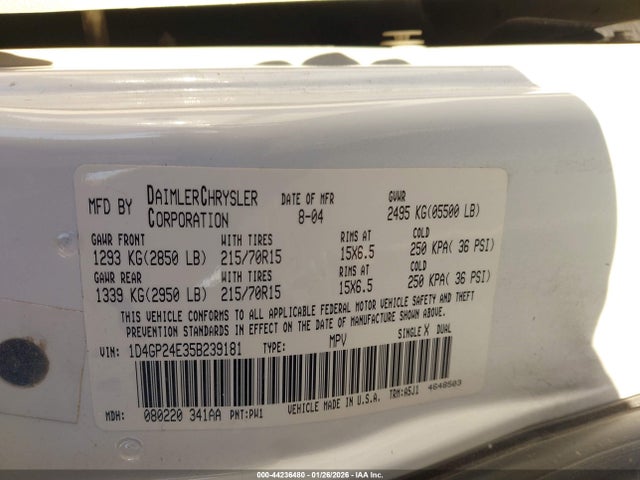 MFD BY DAIMLERCHRYSLER CORPORATION DATE OF MFR 8-04 GVWR 2495 KG(05500 LB)
GAWR FRONT WITH TIRES RIMS AT COLD
1293 KG(2850 LB) 215/70R15 15X6.5 250 KPA( 36 PSI)
GAWR REAR WITH TIRES RIMS AT COLD
1339 KG(2950 LB) 215/70R15 15X6.5 250 KPA( 36 PSI)
THIS VEHICLE CONFORMS TO ALL APPLICABLE FEDERAL MOTOR VEHICLE SAFETY AND THEFT
PREVENTION STANDARDS IN EFFECT ON THE DATE OF MANUFACTURE SHOWN ABOVE.
VIN: 1D4GP24E35B239181 TYPE: MPV SINGLE X DUAL
MDH: 080220 341AA PNT:PW1 VEHICLE MADE IN U.S.A. TRM:A5J1 4648503
000-44236480 - 01/26/2026 - IAA Inc.